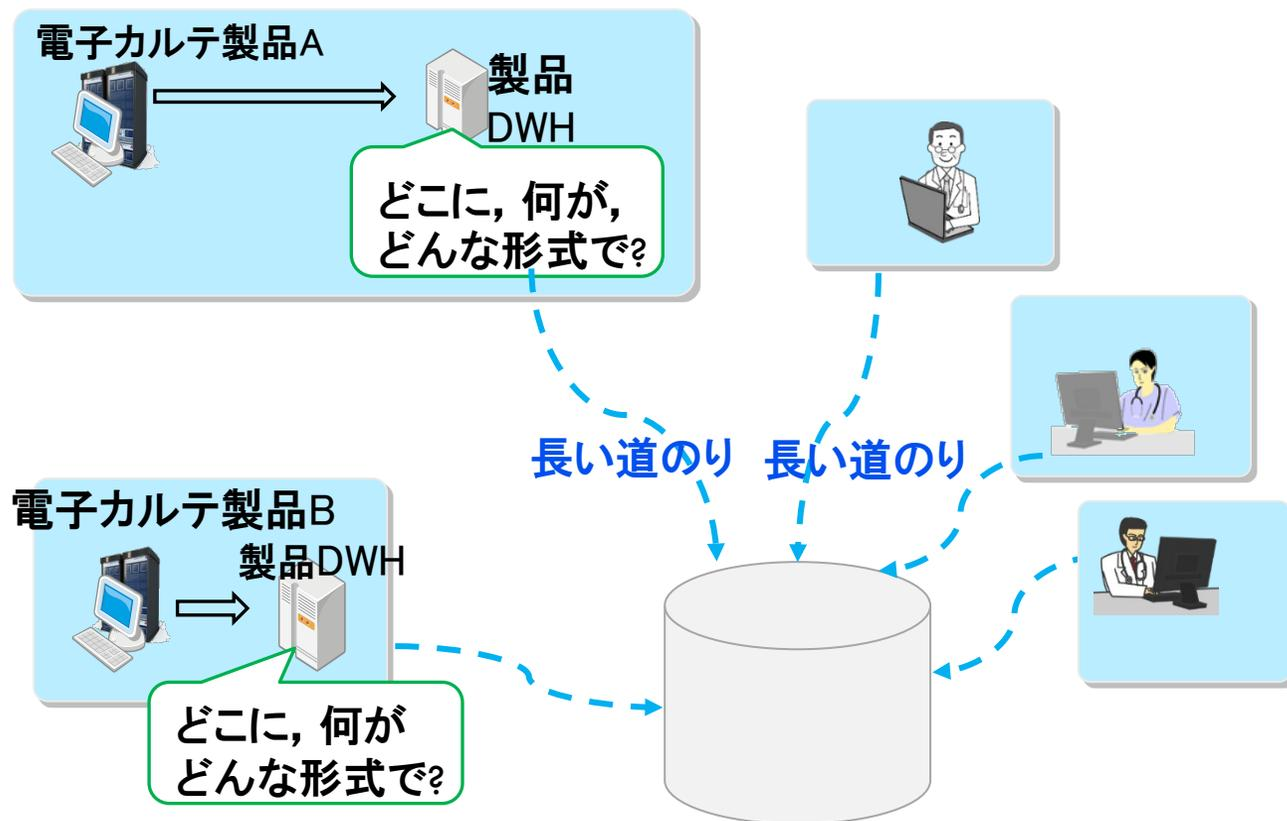 電子カルテ製品A
製品
DWH
どこに, 何が,
どんな形式で?
長い道のり 長い道のり
電子カルテ製品B
製品DWH
どこに, 何が
どんな形式で?